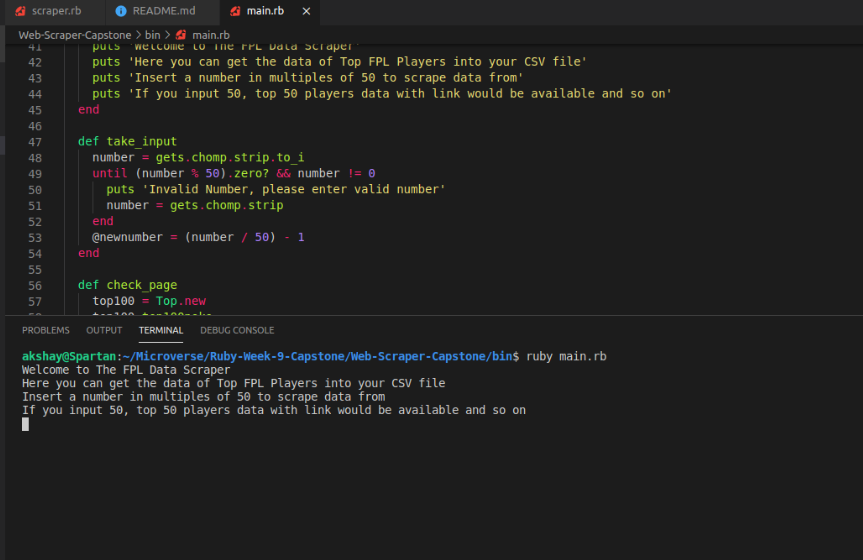 scraper.rb README.md main.rb
Web-Scraper-Capstone > bin > main.rb
41 puts 'Welcome to The FPL Data Scraper'
42 puts 'Here you can get the data of Top FPL Players into your CSV file'
43 puts 'Insert a number in multiples of 50 to scrape data from'
44 puts 'If you input 50, top 50 players data with link would be available and so on'
45 end
46
47 def take_input
48 number = gets.chomp.strip.to_i
49 until (number % 50).zero? && number != 0
50 puts 'Invalid Number, please enter valid number'
51 number = gets.chomp.strip
52 end
53 @newnumber = (number / 50) - 1
54 end
55
56 def check_page
57 top100 = Top.new
PROBLEMS OUTPUT TERMINAL DEBUG CONSOLE
akshay@Spartan:~/Microverse/Ruby-Week-9-Capstone/Web-Scraper-Capstone/bin$ ruby main.rb
Welcome to The FPL Data Scraper
Here you can get the data of Top FPL Players into your CSV file
Insert a number in multiples of 50 to scrape data from
If you input 50, top 50 players data with link would be available and so on